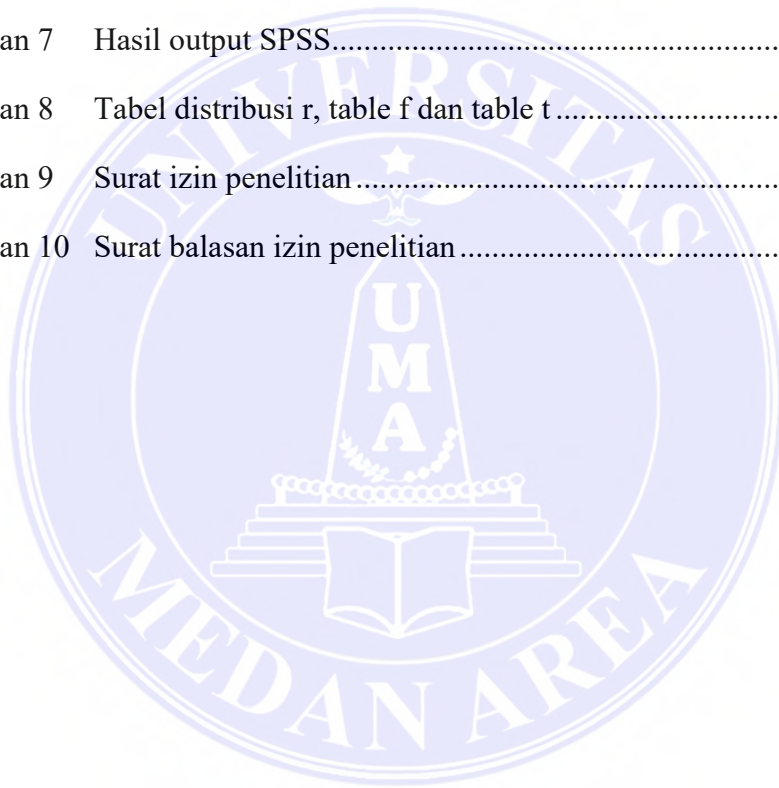 an 7 Hasil output SPSS.............................................................
an 8 Tabel distribusi r, table f dan table t..............................
an 9 Surat izin penelitian..........................................................
an 10 Surat balasan izin penelitian...........................................
UNIVERSITAS
U
M
A
MEDAN AREA